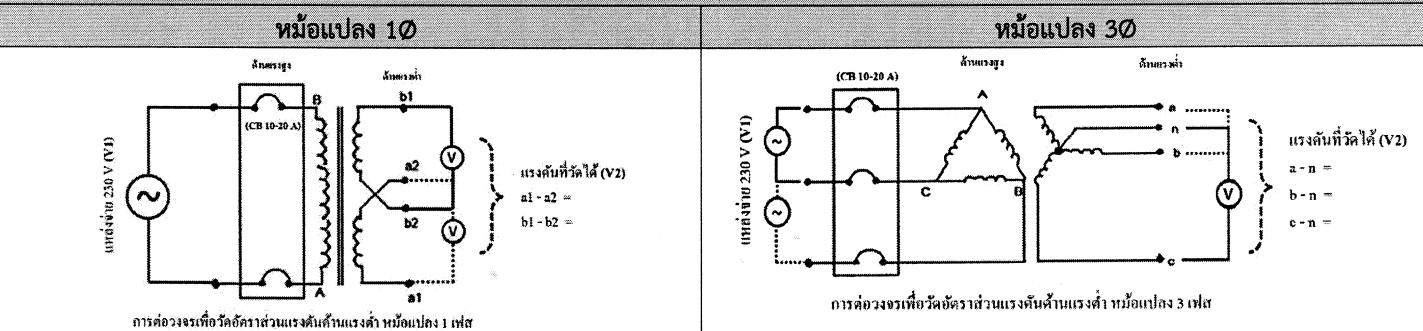 หม้อแปลง 1Ø
ด้านแรงสูง
ด้านแรงต่ำ
B
(CB 10-20 A)
b1
V
แหล่งจ่าย 230 V (V1)
a2
b2
V
A
a1
แรงดันที่วัดได้ (V2)
a1 - a2 =
b1 - b2 =
การต่อวงจรเพื่อวัดอัตราส่วนแรงดันด้านแรงต่ำ หม้อแปลง 1 เฟส
หม้อแปลง 3Ø
(CB 10-20 A)
ด้านแรงสูง
ด้านแรงต่ำ
แหล่งจ่าย 230 V (V1)
A
C
B
a
n
b
c
V
แรงดันที่วัดได้ (V2)
a - n =
b - n =
c - n =
การต่อวงจรเพื่อวัดอัตราส่วนแรงดันด้านแรงต่ำ หม้อแปลง 3 เฟส